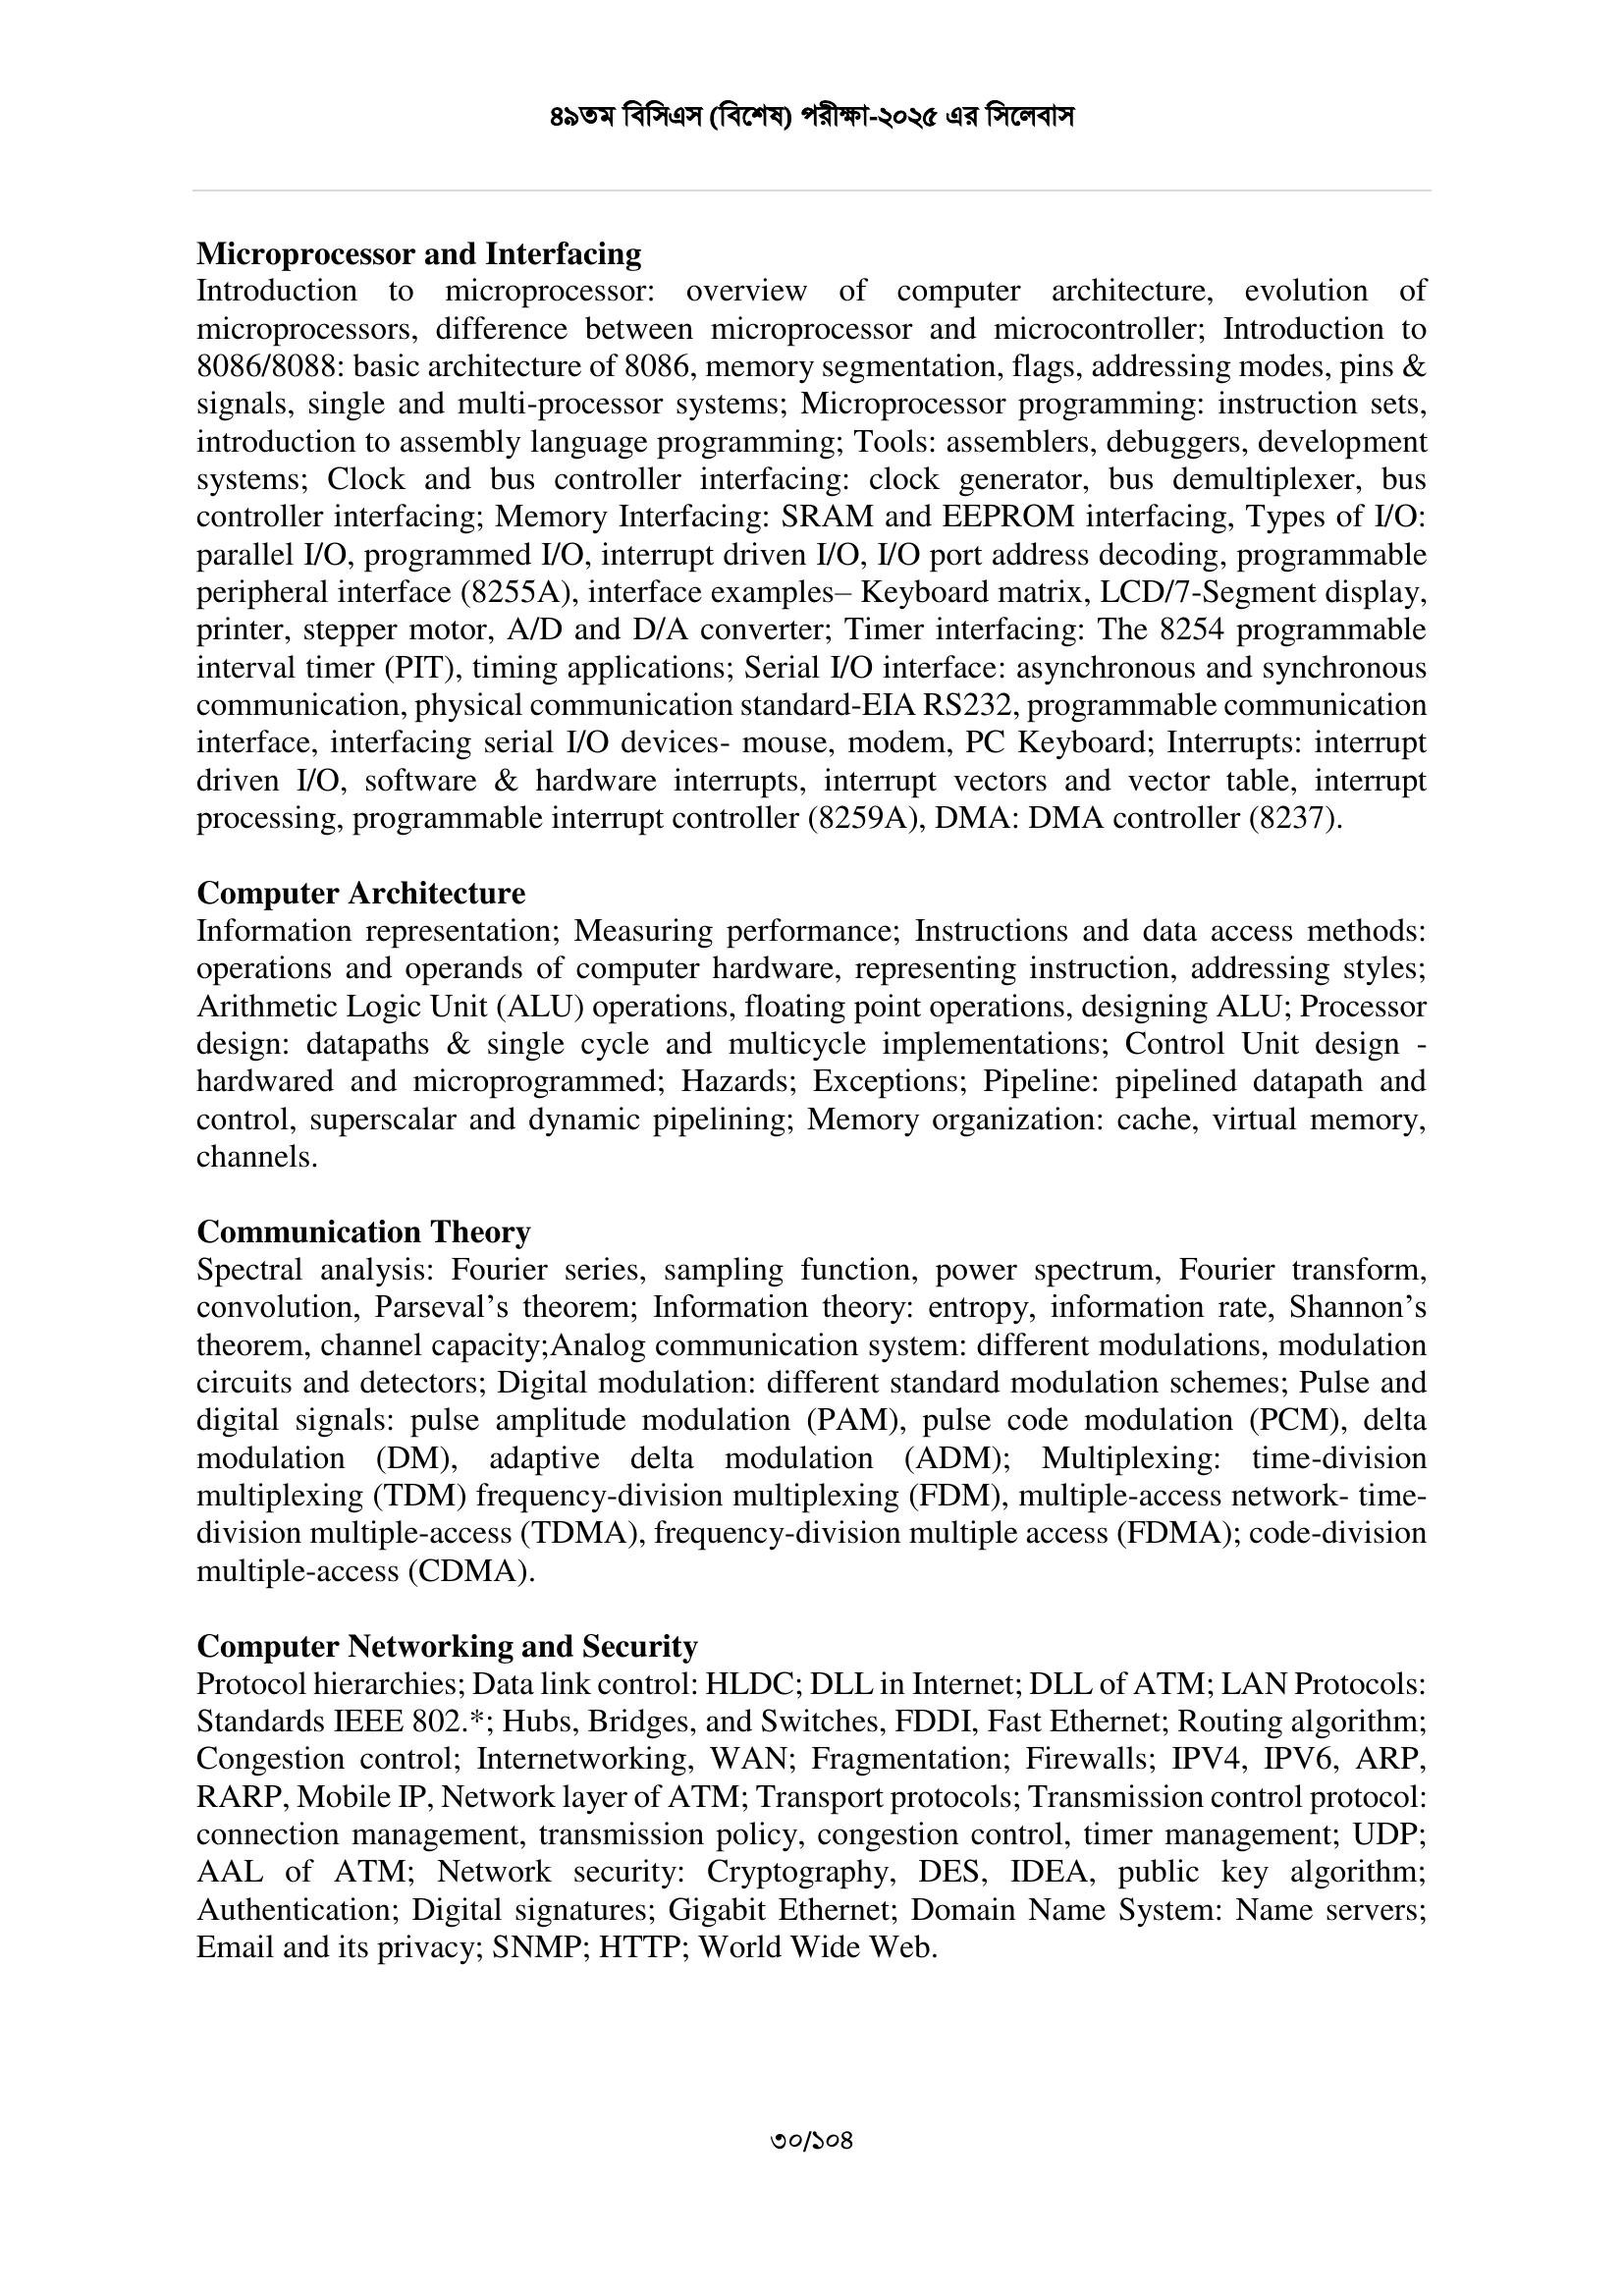 ৪৯তম বিসিএস (বিশেষ) পরীক্ষা-২০২৫ এর সিলেবাস
Microprocessor and Interfacing
Introduction to microprocessor: overview of computer architecture, evolution of
microprocessors, difference between microprocessor and microcontroller; Introduction to
8086/8088: basic architecture of 8086, memory segmentation, flags, addressing modes, pins &
signals, single and multi-processor systems; Microprocessor programming: instruction sets,
introduction to assembly language programming; Tools: assemblers, debuggers, development
systems; Clock and bus controller interfacing: clock generator, bus demultiplexer, bus
controller interfacing; Memory Interfacing: SRAM and EEPROM interfacing, Types of I/O:
parallel I/O, programmed I/O, interrupt driven I/O, I/O port address decoding, programmable
peripheral interface (8255A), interface examples– Keyboard matrix, LCD/7-Segment display,
printer, stepper motor, A/D and D/A converter; Timer interfacing: The 8254 programmable
interval timer (PIT), timing applications; Serial I/O interface: asynchronous and synchronous
communication, physical communication standard-EIA RS232, programmable communication
interface, interfacing serial I/O devices- mouse, modem, PC Keyboard; Interrupts: interrupt
driven I/O, software & hardware interrupts, interrupt vectors and vector table, interrupt
processing, programmable interrupt controller (8259A), DMA: DMA controller (8237).
Computer Architecture
Information representation; Measuring performance; Instructions and data access methods:
operations and operands of computer hardware, representing instruction, addressing styles;
Arithmetic Logic Unit (ALU) operations, floating point operations, designing ALU; Processor
design: datapaths & single cycle and multicycle implementations; Control Unit design -
hardwared and microprogrammed; Hazards; Exceptions; Pipeline: pipelined datapath and
control, superscalar and dynamic pipelining; Memory organization: cache, virtual memory,
channels.
Communication Theory
Spectral analysis: Fourier series, sampling function, power spectrum, Fourier transform,
convolution, Parseval’s theorem; Information theory: entropy, information rate, Shannon’s
theorem, channel capacity;Analog communication system: different modulations, modulation
circuits and detectors; Digital modulation: different standard modulation schemes; Pulse and
digital signals: pulse amplitude modulation (PAM), pulse code modulation (PCM), delta
modulation (DM), adaptive delta modulation (ADM); Multiplexing: time-division
multiplexing (TDM) frequency-division multiplexing (FDM), multiple-access network- time-
division multiple-access (TDMA), frequency-division multiple access (FDMA); code-division
multiple-access (CDMA).
Computer Networking and Security
Protocol hierarchies; Data link control: HLDC; DLL in Internet; DLL of ATM; LAN Protocols:
Standards IEEE 802.*; Hubs, Bridges, and Switches, FDDI, Fast Ethernet; Routing algorithm;
Congestion control; Internetworking, WAN; Fragmentation; Firewalls; IPV4, IPV6, ARP,
RARP, Mobile IP, Network layer of ATM; Transport protocols; Transmission control protocol:
connection management, transmission policy, congestion control, timer management; UDP;
AAL of ATM; Network security: Cryptography, DES, IDEA, public key algorithm;
Authentication; Digital signatures; Gigabit Ethernet; Domain Name System: Name servers;
Email and its privacy; SNMP; HTTP; World Wide Web.
৩০/১০৪